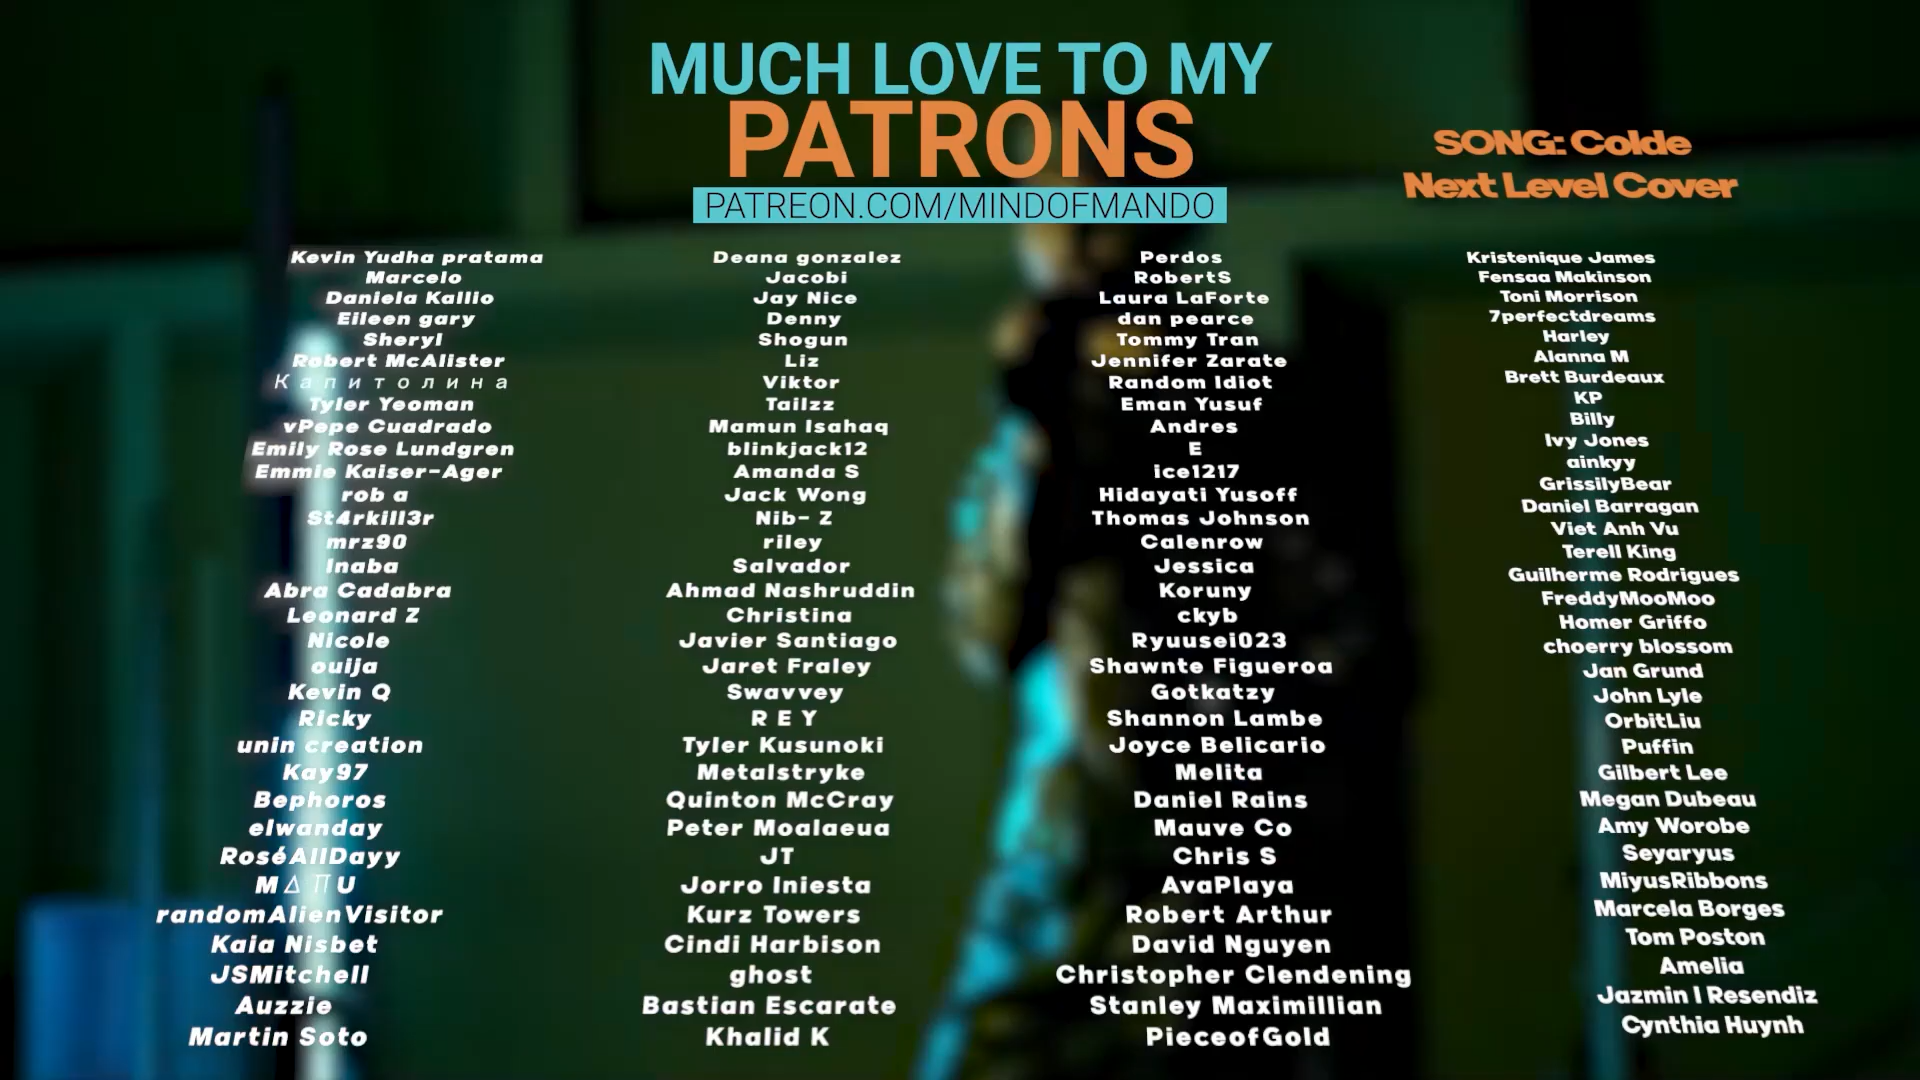 MUCH LOVE TO MY
PATRONS
PATREON.COM/MINDOFMANDO
SONG: Colde
Next Level Cover
Kevin Yudha pratama
Marcelo
Daniela Kallio
Eileen gary
Sheryl
Robert McAlister
Капитолина
Tyler Yeoman
vPepe Cuadrado
Emily Rose Lundgren
Emmie Kaiser-Ager
rob a
St4rkill3r
mrz90
Inaba
Abra Cadabra
Leonard Z
Nicole
ouija
Kevin Q
Ricky
unin creation
Kay97
Bephoros
elwanday
RoséAllDayy
M∆∏U
randomAlienVisitor
Kaia Nisbet
JSMitchell
Auzzie
Martin Soto
Deana gonzalez
Jacobi
Jay Nice
Denny
Shogun
Liz
Viktor
Tailzz
Mamun Isahaq
blinkjack12
Amanda S
Jack Wong
Nib- Z
riley
Salvador
Ahmad Nashruddin
Christina
Javier Santiago
Jaret Fraley
Swavvey
R E Y
Tyler Kusunoki
Metalstryke
Quinton McCray
Peter Moalaeua
JT
Jorro Iniesta
Kurz Towers
Cindi Harbison
ghost
Bastian Escarate
Khalid K
Perdos
RobertS
Laura LaForte
dan pearce
Tommy Tran
Jennifer Zarate
Random Idiot
Eman Yusuf
Andres
E
ice1217
Hidayati Yusoff
Thomas Johnson
Calenrow
Jessica
Koruny
ckyb
Ryuusei023
Shawnte Figueroa
Gotkatzy
Shannon Lambe
Joyce Belicario
Melita
Daniel Rains
Mauve Co
Chris S
AvaPlaya
Robert Arthur
David Nguyen
Christopher Clendening
Stanley Maximillian
PieceofGold
Kristenique James
Fensaa Makinson
Toni Morrison
7perfectdreams
Harley
Alanna M
Brett Burdeaux
KP
Billy
Ivy Jones
ainkyy
GrissilyBear
Daniel Barragan
Viet Anh Vu
Terell King
Guilherme Rodrigues
FreddyMooMoo
Homer Griffo
choerry blossom
Jan Grund
John Lyle
OrbitLiu
Puffin
Gilbert Lee
Megan Dubeau
Amy Worobe
Seyaryus
MiyusRibbons
Marcela Borges
Tom Poston
Amelia
Jazmin I Resendiz
Cynthia Huynh